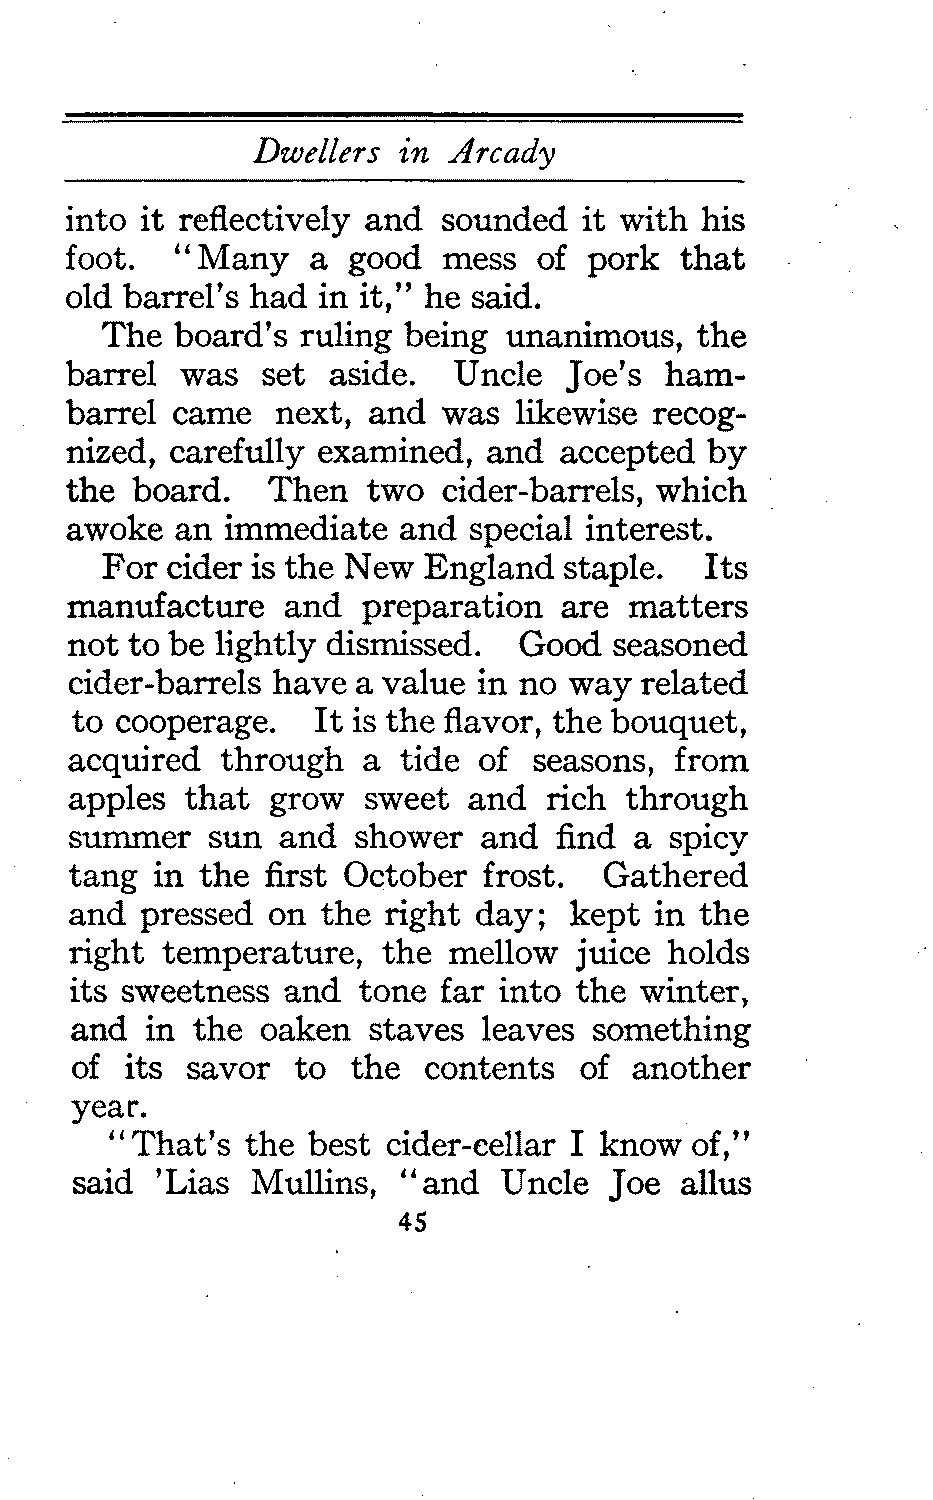 Dwellers in Arcady
into it reflectively and sounded it with his
foot. "Many a good mess of pork that
old barrel's had in it," he said.
The board's ruling being unanimous, the
barrel was set aside. Uncle Joe's ham-
barrel came next, and was likewise recog-
nized, carefully examined, and accepted by
the board. Then two cider-barrels, which
awoke an immediate and special interest.
For cider is the New England staple. Its
manufacture and preparation are matters
not to be lightly dismissed. Good seasoned
cider-barrels have a value in no way related
to cooperage. It is the flavor, the bouquet,
acquired through a tide of seasons, from
apples that grow sweet and rich through
summer sun and shower and find a spicy
tang in the first October frost. Gathered
and pressed on the right day; kept in the
right temperature, the mellow juice holds
its sweetness and tone far into the winter,
and in the oaken staves leaves something
of its savor to the contents of another
year.
"That's the best cider-cellar I know of,"
said 'Lias Mullins, "and Uncle Joe allus
45